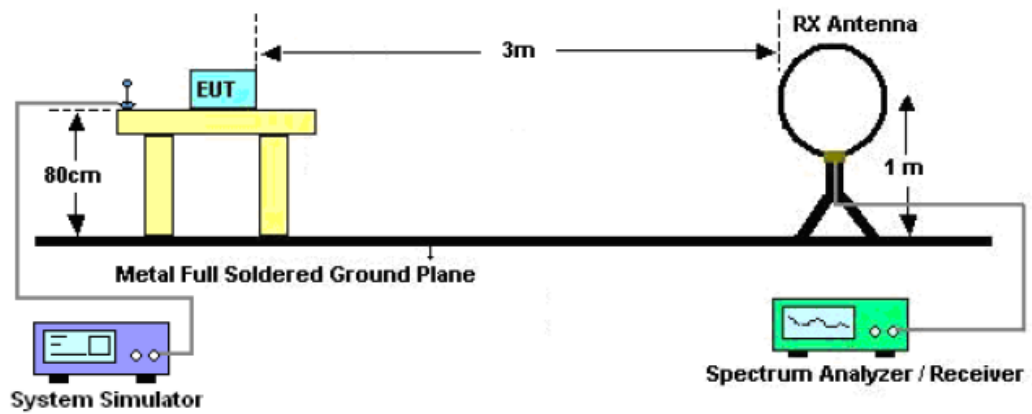 RX Antenna
3m
EUT
80cm
1 m
Metal Full Soldered Ground Plane
System Simulator
Spectrum Analyzer / Receiver